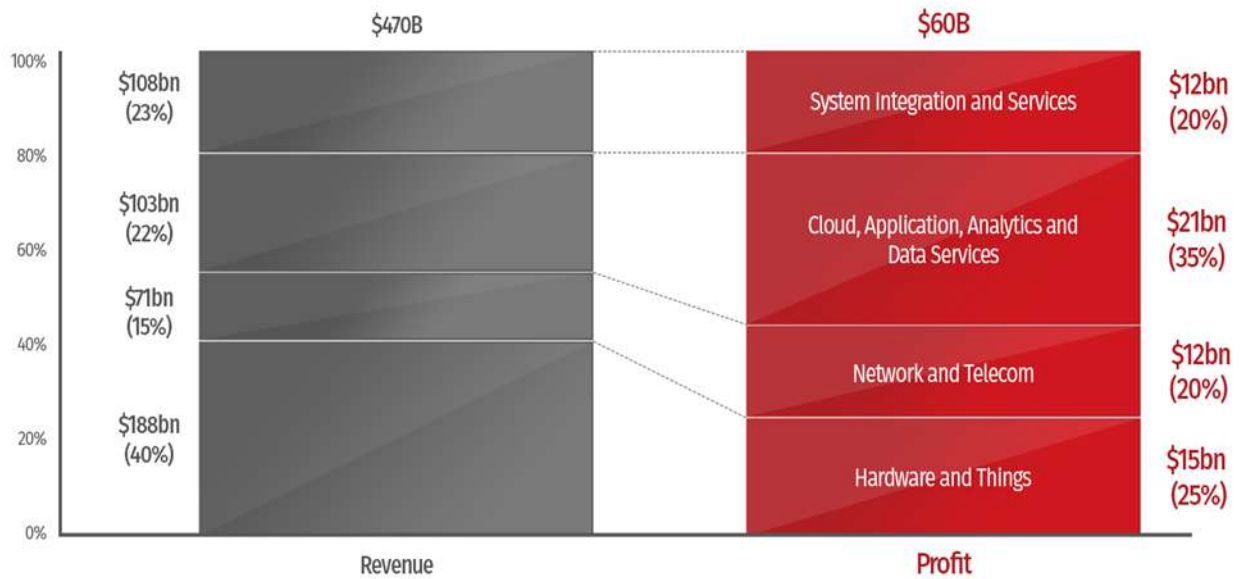 $470B
$60B
100%
80%
60%
40%
20%
0%
$108bn
(23%)
$103bn
(22%)
$71bn
(15%)
$188bn
(40%)
System Integration and Services
Cloud, Application, Analytics and
Data Services
Network and Telecom
Hardware and Things
$12bn
(20%)
$21bn
(35%)
$12bn
(20%)
$15bn
(25%)
Revenue
Profit